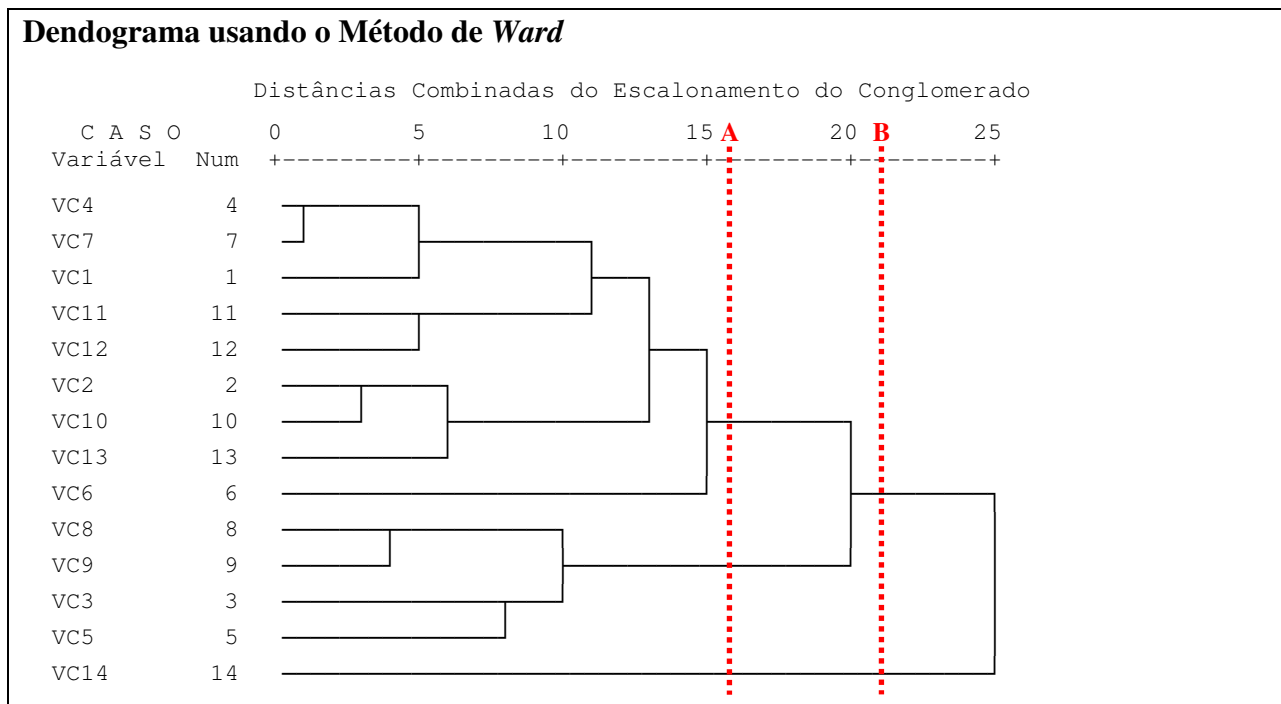 Dendograma usando o Método de Ward
Distâncias Combinadas do Escalonamento do Conglomerado
C A S O 0 5 10 15 A 20 B 25
Variável Num
VC4 4
VC7 7
VC1 1
VC11 11
VC12 12
VC2 2
VC10 10
VC13 13
VC6 6
VC8 8
VC9 9
VC3 3
VC5 5
VC14 14